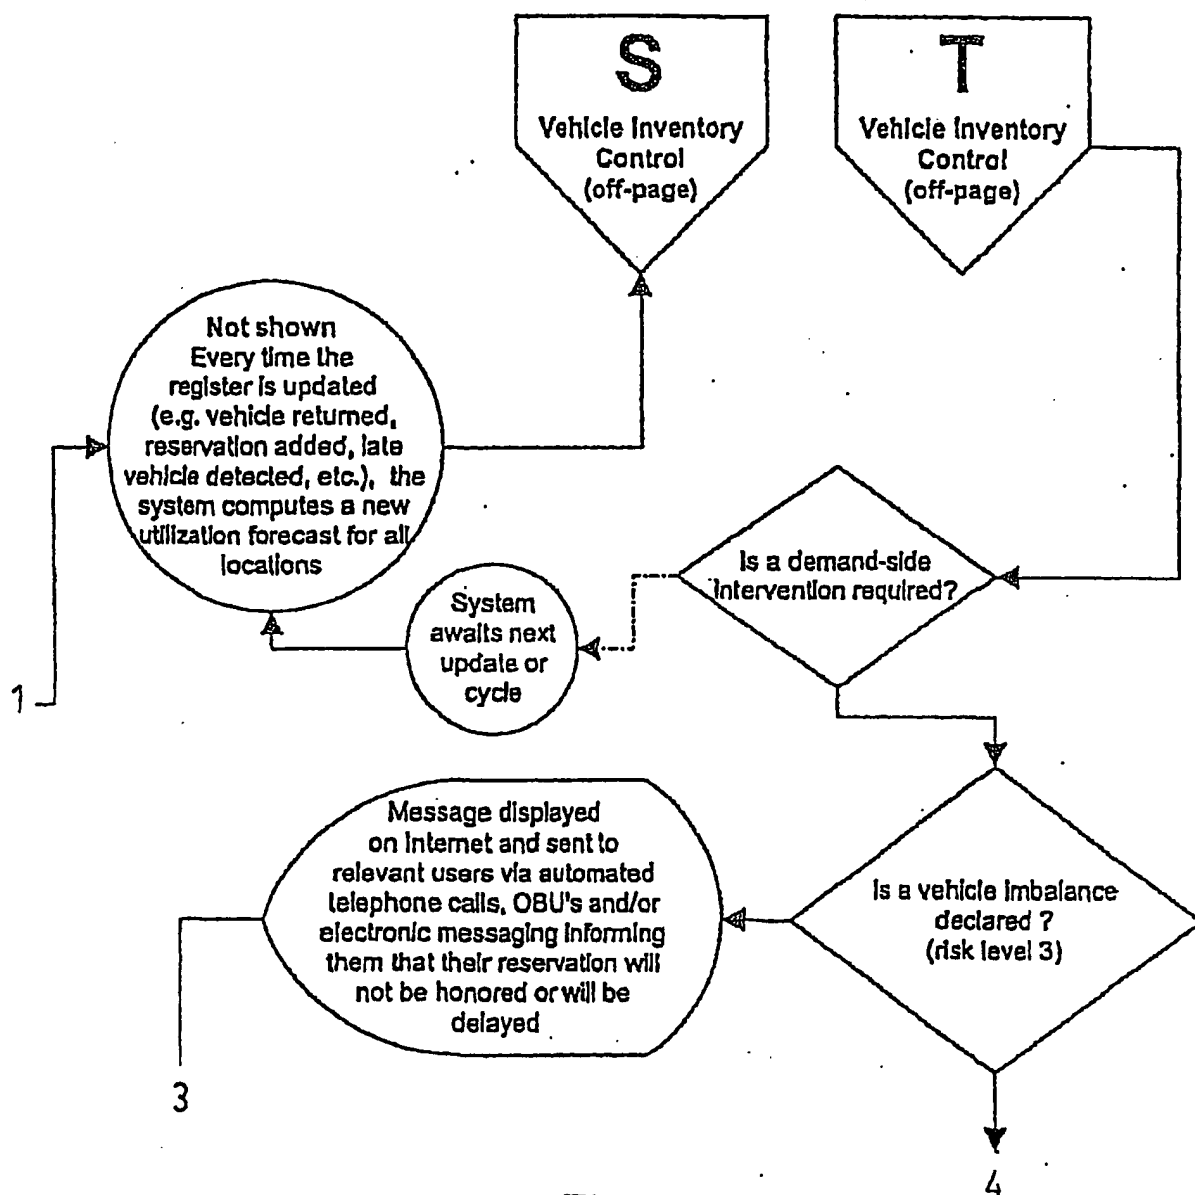 S
Vehicle Inventory
Control
(off-page)
T
Vehicle Inventory
Control
(off-page)
Not shown
Every time the
register is updated
(e.g. vehicle returned,
reservation added, late
vehicle detected, etc.), the
system computes a new
utilization forecast for all
locations
Is a demand-side
intervention required?
System
awaits next
update or
cycle
1
Message displayed
on Internet and sent to
relevant users via automated
telephone calls, OBU's and/or
electronic messaging informing
them that their reservation will
not be honored or will be
delayed
Is a vehicle imbalance
declared ?
(risk level 3)
3
4